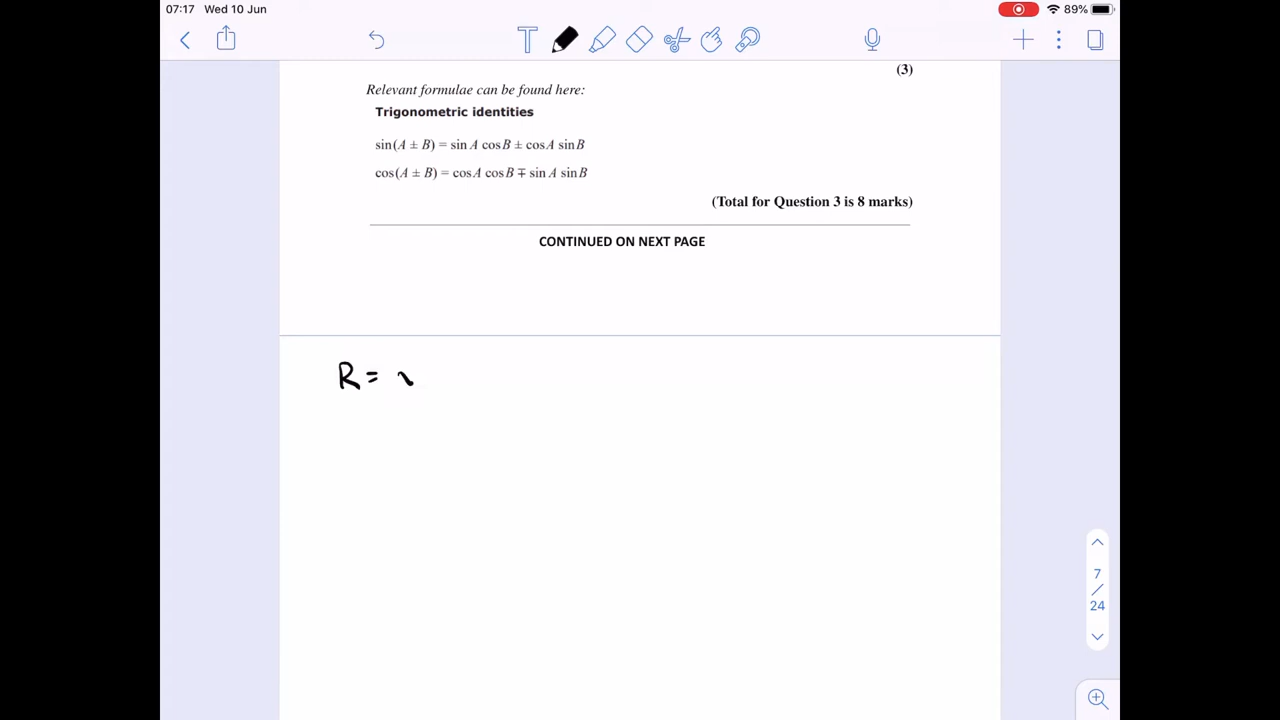 07:17 Wed 10 Jun 89%
(3)
Relevant formulae can be found here:
Trigonometric identities
sin(A ± B) = sin A cos B ± cos A sin B
cos(A ± B) = cos A cos B ∓ sin A sin B
(Total for Question 3 is 8 marks)
CONTINUED ON NEXT PAGE
R =
7
/
24